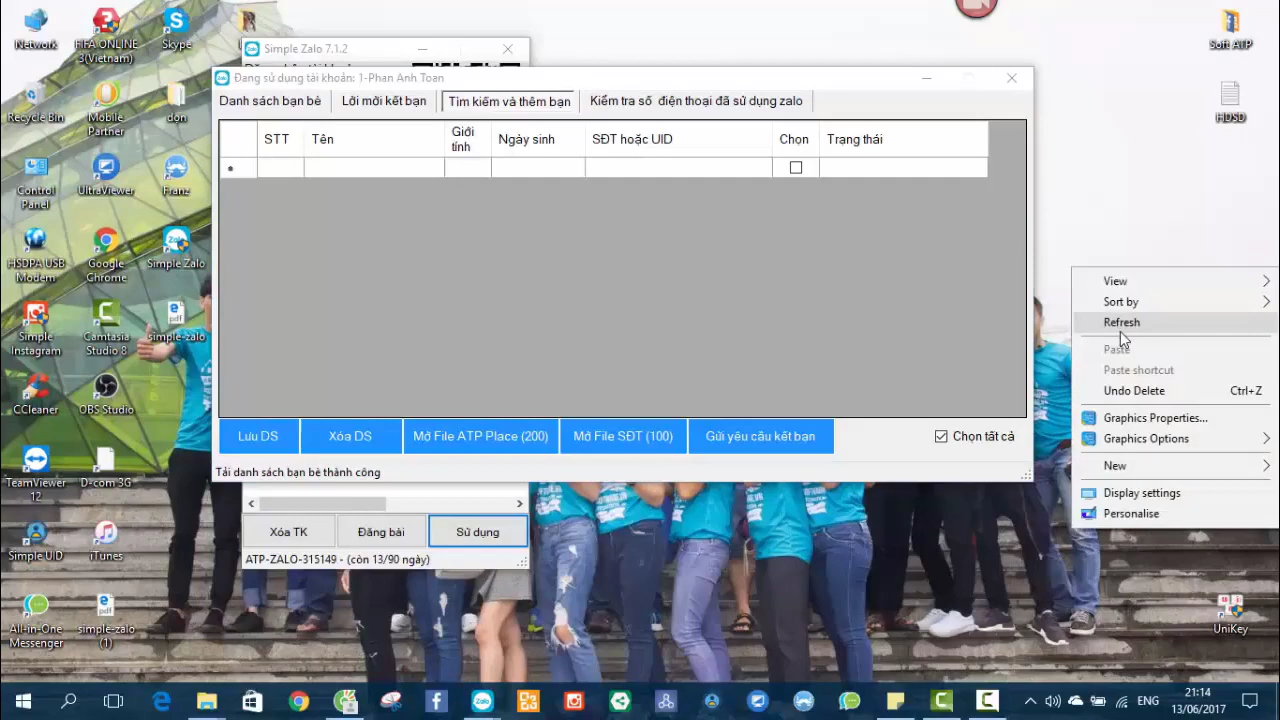 Network
FIFA ONLINE
3(Vietnam)
Skype
Recycle Bin
Mobile
Partner
dọn
Control
Panel
UltraViewer
Franz
HSDPA USB
Modem
Google
Chrome
Simple Zalo
Simple
Instagram
Camtasia
Studio 8
simple-zalo
CCleaner
OBS Studio
TeamViewer
12
D-com 3G
Simple UID
iTunes
All-in-One
Messenger
simple-zalo
(1)
Soft ATP
HDSD
UniKey
Simple Zalo 7.1.2
Đang sử dụng tài khoản: 1-Phan Anh Toan
Danh sách bạn bè
Lời mời kết bạn
Tìm kiếm và thêm bạn
Kiểm tra số điện thoại đã sử dụng zalo
STT
Tên
Giới
tính
Ngày sinh
SĐT hoặc UID
Chọn
Trạng thái
Lưu DS
Xóa DS
Mở File ATP Place (200)
Mở File SĐT (100)
Gửi yêu cầu kết bạn
Chọn tất cả
Tải danh sách bạn bè thành công
Xóa TK
Đăng bài
Sử dụng
ATP-ZALO-315149 - (còn 13/90 ngày)
View
Sort by
Refresh
Paste
Paste shortcut
Undo Delete Ctrl+Z
Graphics Properties...
Graphics Options
New
Display settings
Personalise
ENG
21:14
13/06/2017